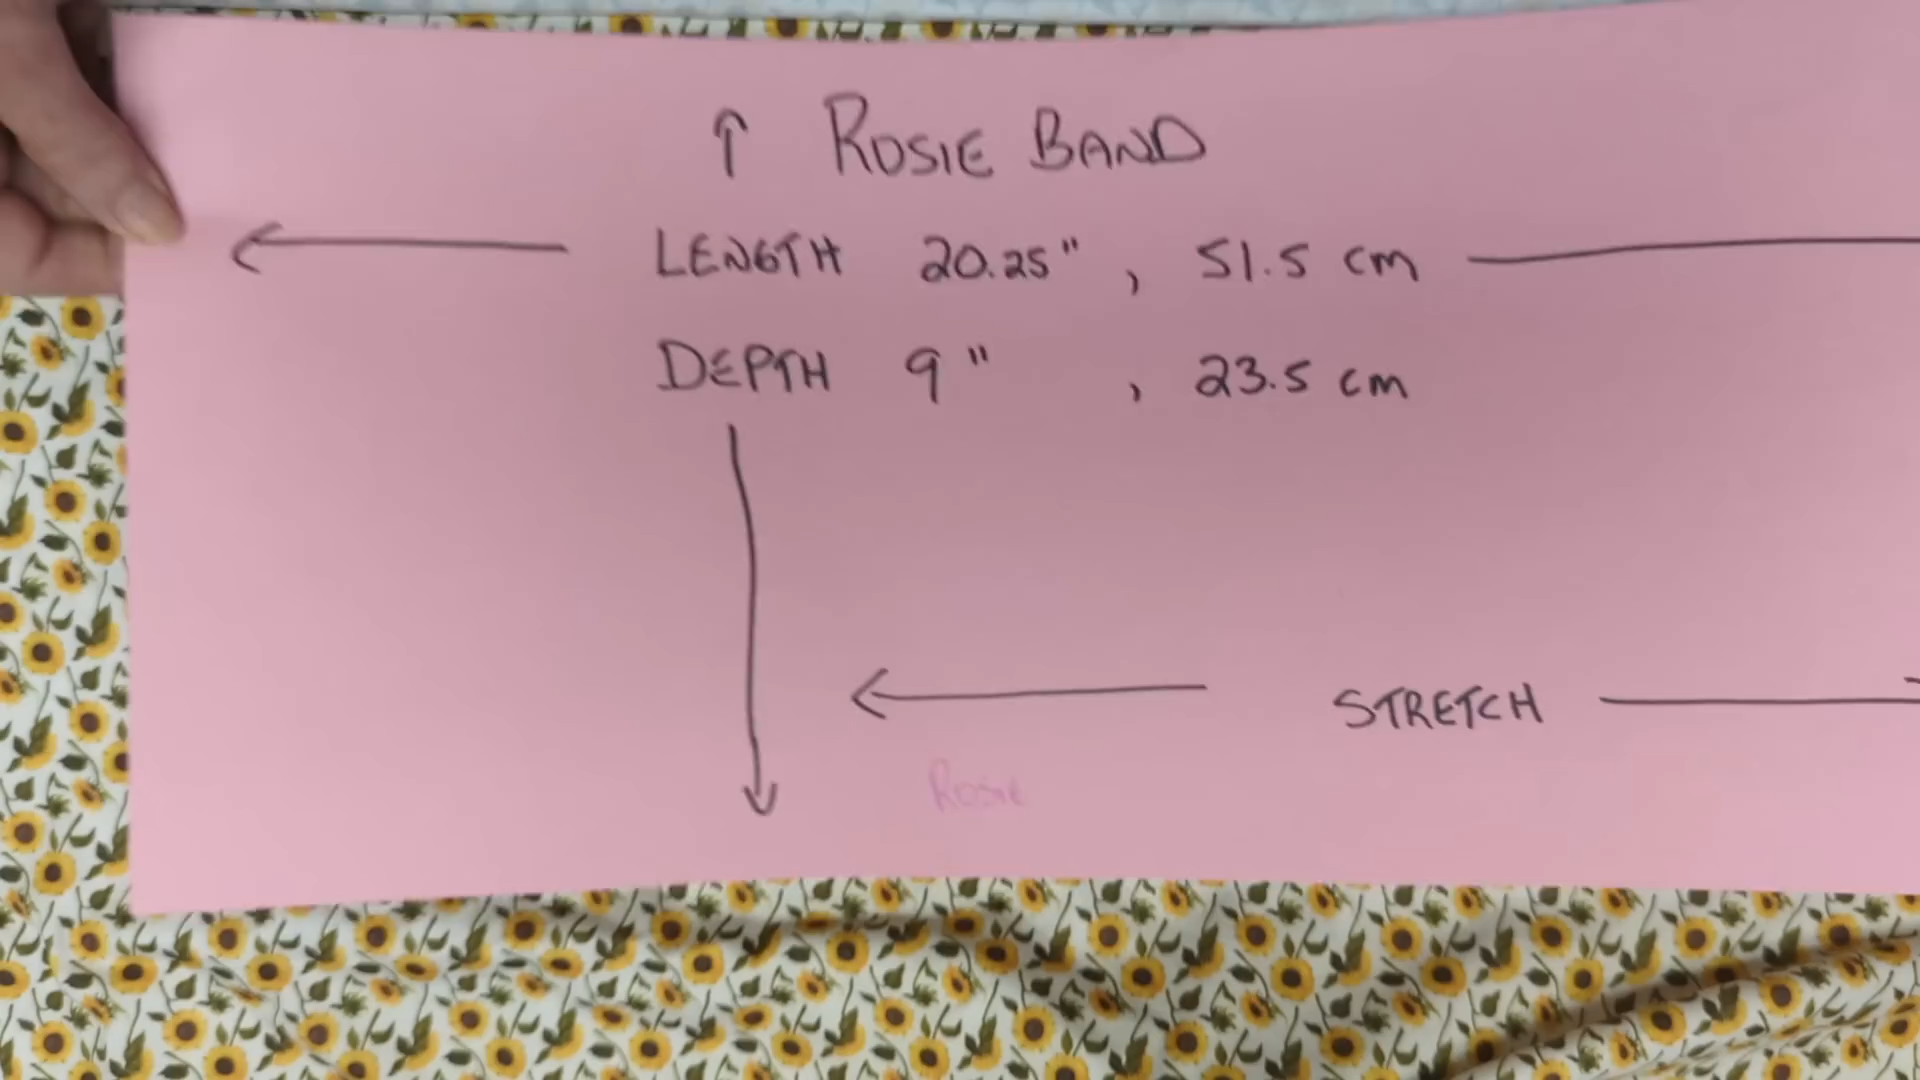 ↑ ROSIE BAND
LENGTH 20.25", 51.5 cm
DEPTH 9", 23.5 cm
STRETCH
Rosie